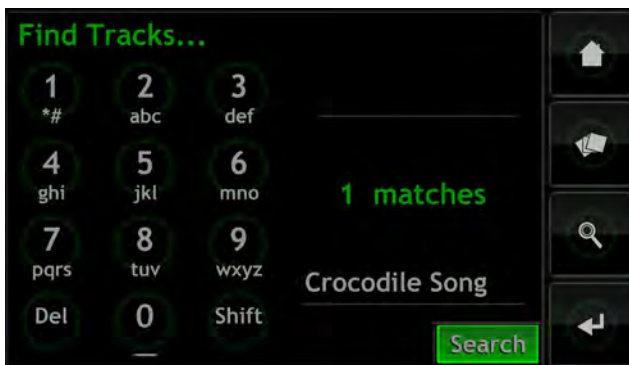 Find Tracks...
1 2 3
*# abc def
4 5 6
ghi jkl mno
1 matches
7 8 9
pqrs tuv wxyz
Crocodile Song
Del 0 Shift
Search